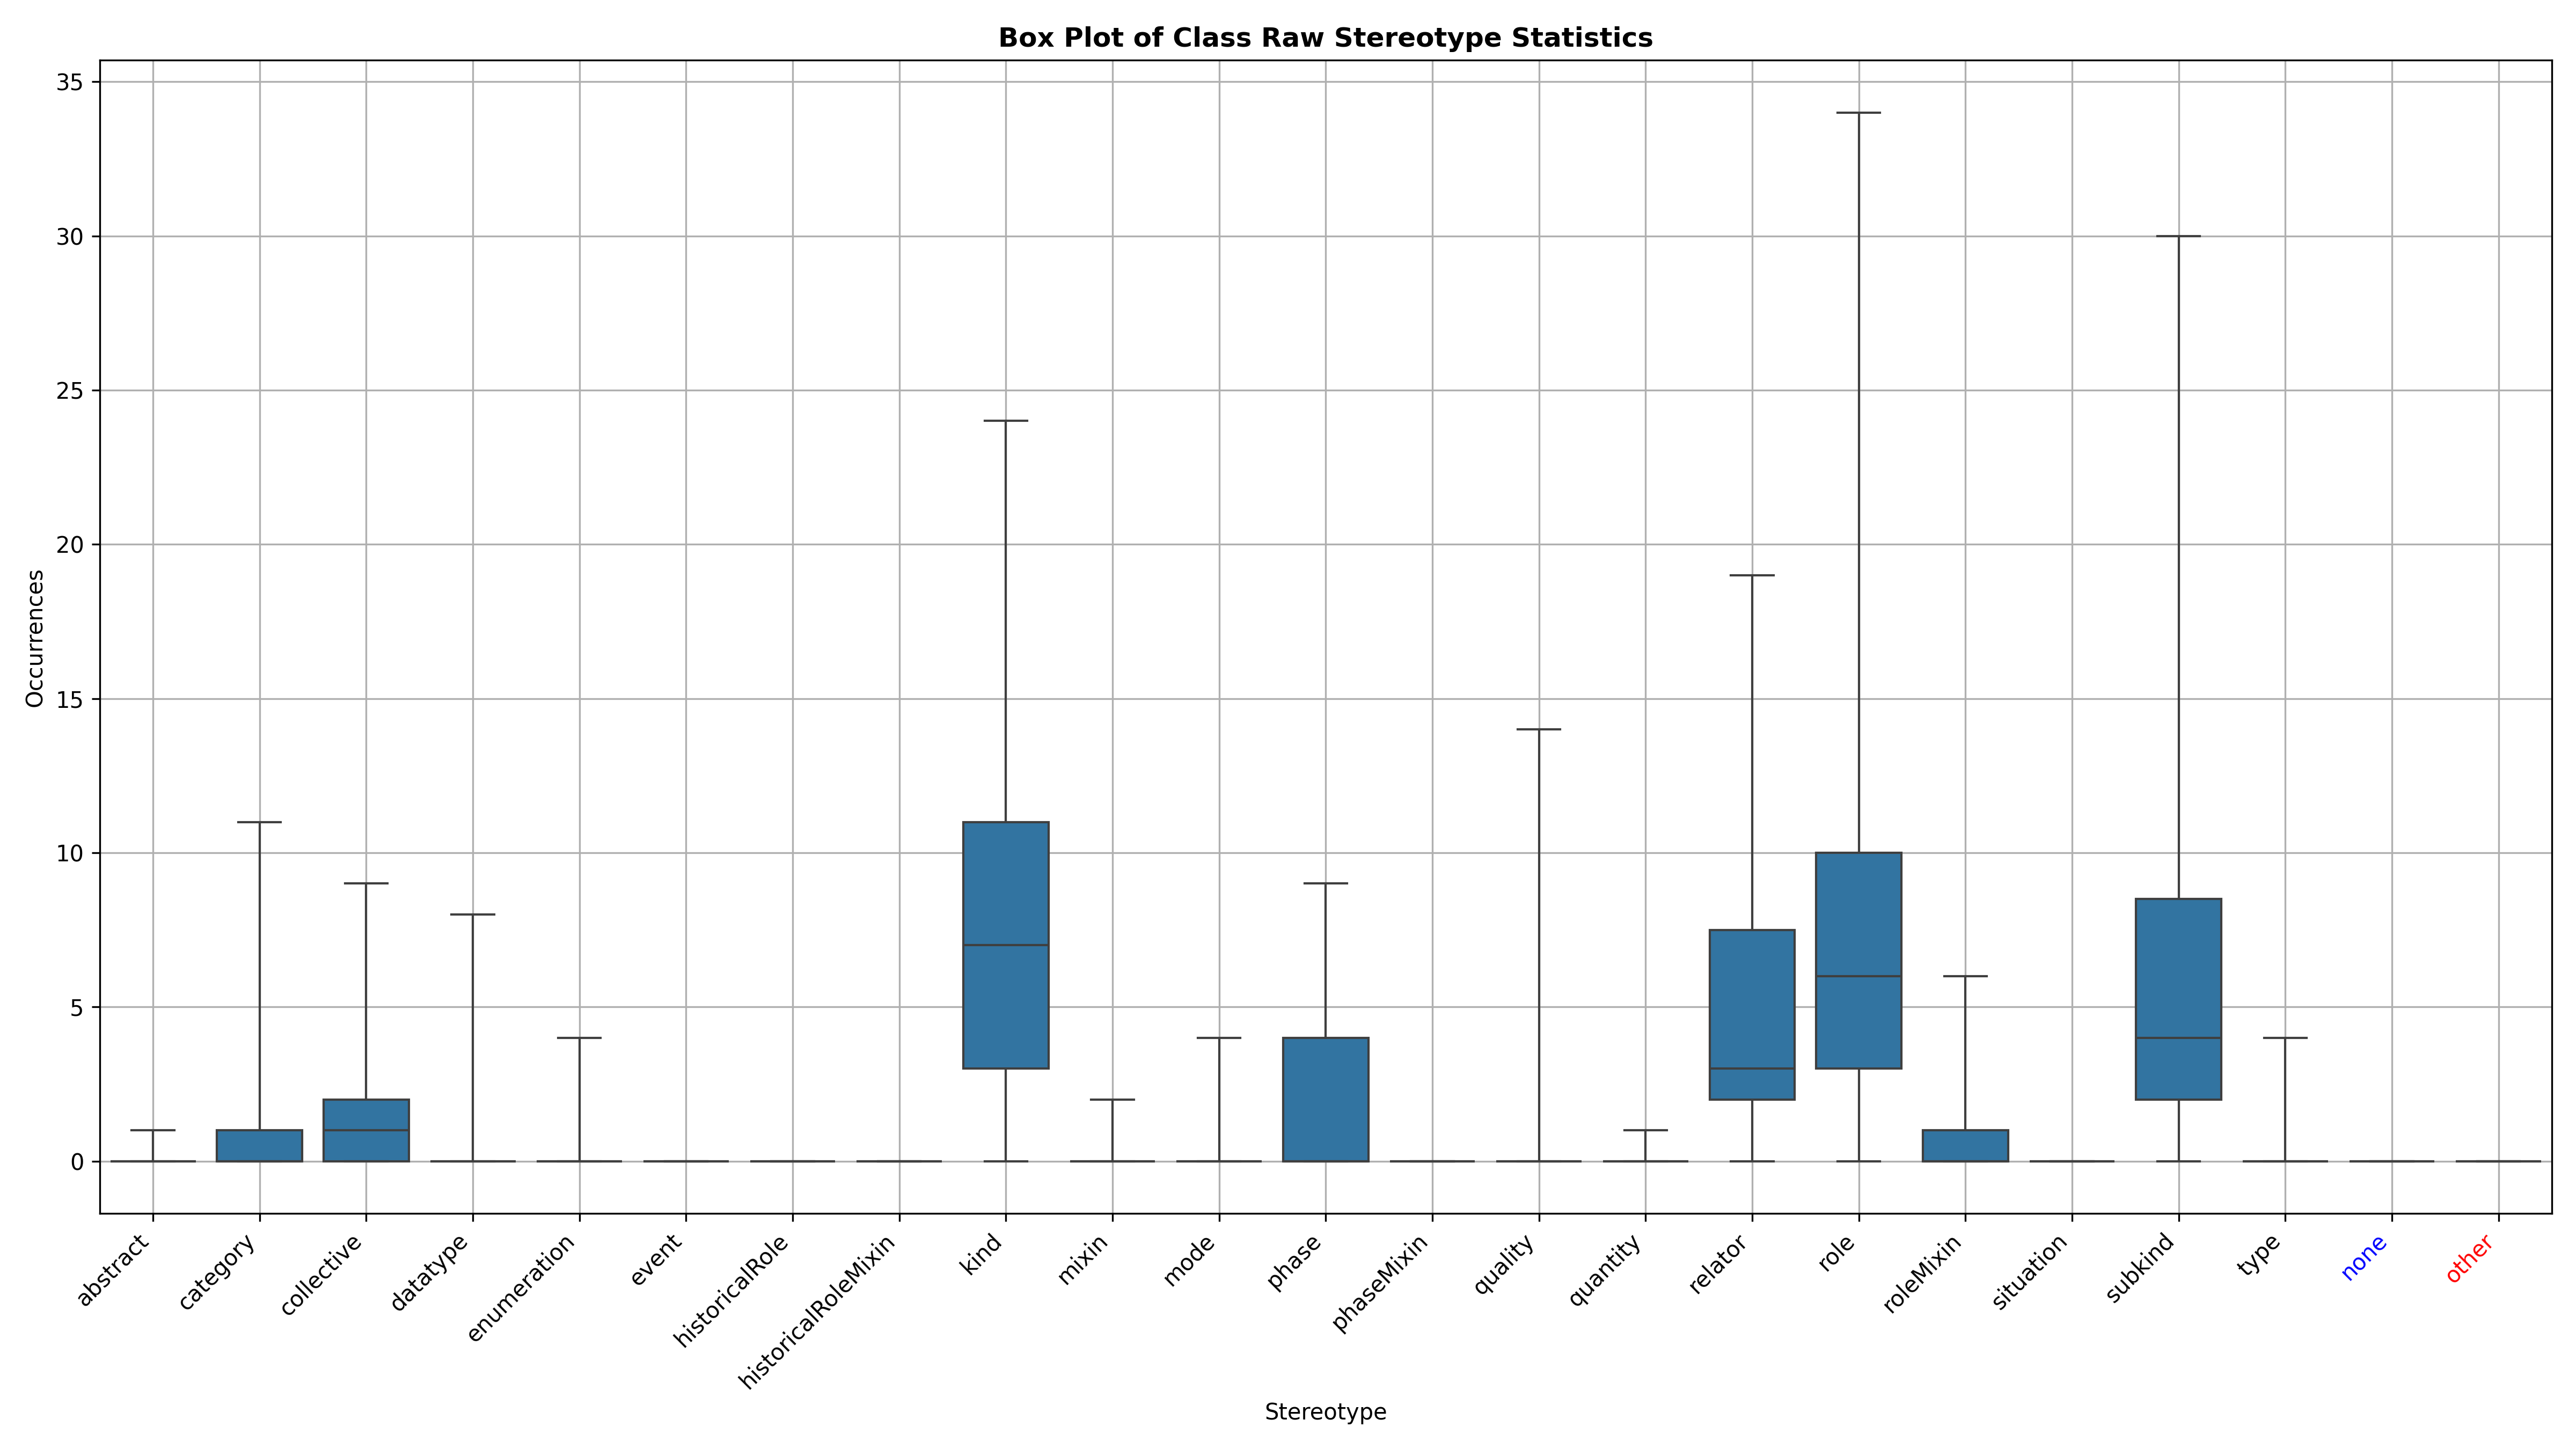 Box Plot of Class Raw Stereotype Statistics
35
30
25
20
15
10
5
0
Occurrences
abstract
category
collective
datatype
enumeration
event
historicalRole
historicalRoleMixin
kind
mixin
mode
phase
phaseMixin
quality
quantity
relator
role
roleMixin
situation
subkind
type
none
other
Stereotype